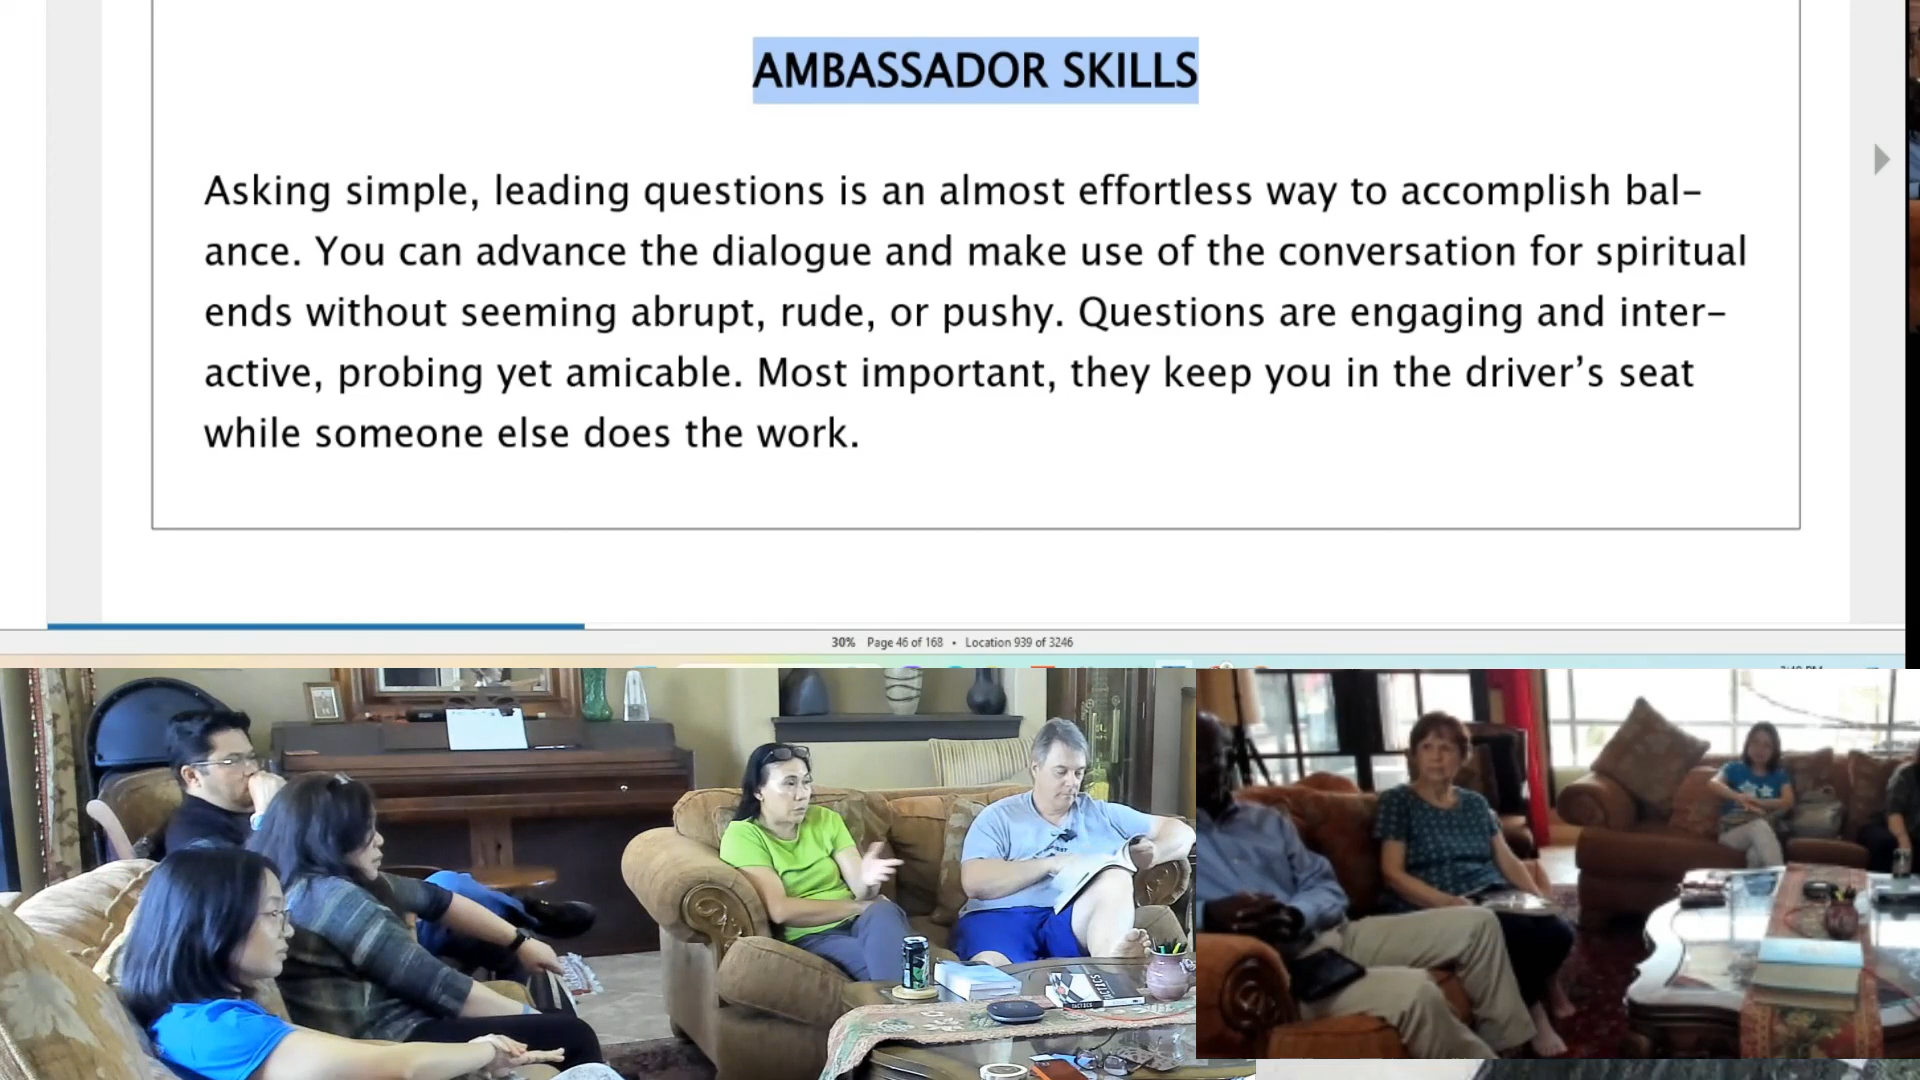 AMBASSADOR SKILLS
Asking simple, leading questions is an almost effortless way to accomplish bal-
ance. You can advance the dialogue and make use of the conversation for spiritual
ends without seeming abrupt, rude, or pushy. Questions are engaging and inter-
active, probing yet amicable. Most important, they keep you in the driver's seat
while someone else does the work.
30% Page 46 of 168 • Location 939 of 3246
TACTICS
TACTICS